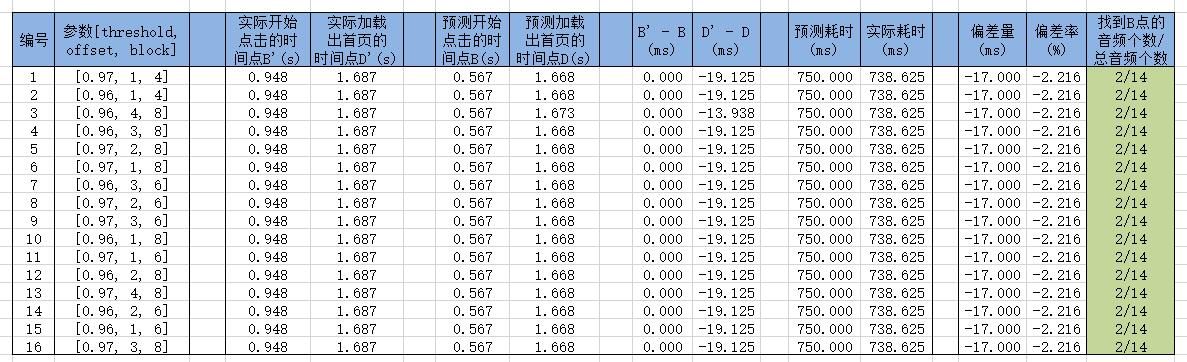 编号 参数[threshold, offset, block] 实际开始点击的时间点B'(s) 实际加载出首页的时间点D'(s) 预测开始点击的时间点B(s) 预测加载出首页的时间点D(s) B' - B (ms) D' - D (ms) 预测耗时(ms) 实际耗时(ms) 偏差量(ms) 偏差率(%) 找到B点的音频个数/总音频个数
1 [0.97, 1, 4] 0.948 1.687 0.567 1.668 0.000 -19.125 750.000 738.625 -17.000 -2.216 2/14
2 [0.96, 1, 4] 0.948 1.687 0.567 1.668 0.000 -19.125 750.000 738.625 -17.000 -2.216 2/14
3 [0.96, 4, 8] 0.948 1.687 0.567 1.673 0.000 -13.938 750.000 738.625 -17.000 -2.216 2/14
4 [0.96, 3, 8] 0.948 1.687 0.567 1.668 0.000 -19.125 750.000 738.625 -17.000 -2.216 2/14
5 [0.97, 2, 8] 0.948 1.687 0.567 1.668 0.000 -19.125 750.000 738.625 -17.000 -2.216 2/14
6 [0.97, 1, 8] 0.948 1.687 0.567 1.668 0.000 -19.125 750.000 738.625 -17.000 -2.216 2/14
7 [0.96, 3, 6] 0.948 1.687 0.567 1.668 0.000 -19.125 750.000 738.625 -17.000 -2.216 2/14
8 [0.97, 2, 6] 0.948 1.687 0.567 1.668 0.000 -19.125 750.000 738.625 -17.000 -2.216 2/14
9 [0.97, 3, 6] 0.948 1.687 0.567 1.668 0.000 -19.125 750.000 738.625 -17.000 -2.216 2/14
10 [0.96, 1, 8] 0.948 1.687 0.567 1.668 0.000 -19.125 750.000 738.625 -17.000 -2.216 2/14
11 [0.97, 1, 6] 0.948 1.687 0.567 1.668 0.000 -19.125 750.000 738.625 -17.000 -2.216 2/14
12 [0.96, 2, 8] 0.948 1.687 0.567 1.668 0.000 -19.125 750.000 738.625 -17.000 -2.216 2/14
13 [0.97, 4, 8] 0.948 1.687 0.567 1.668 0.000 -19.125 750.000 738.625 -17.000 -2.216 2/14
14 [0.96, 2, 6] 0.948 1.687 0.567 1.668 0.000 -19.125 750.000 738.625 -17.000 -2.216 2/14
15 [0.96, 1, 6] 0.948 1.687 0.567 1.668 0.000 -19.125 750.000 738.625 -17.000 -2.216 2/14
16 [0.97, 3, 8] 0.948 1.687 0.567 1.668 0.000 -19.125 750.000 738.625 -17.000 -2.216 2/14